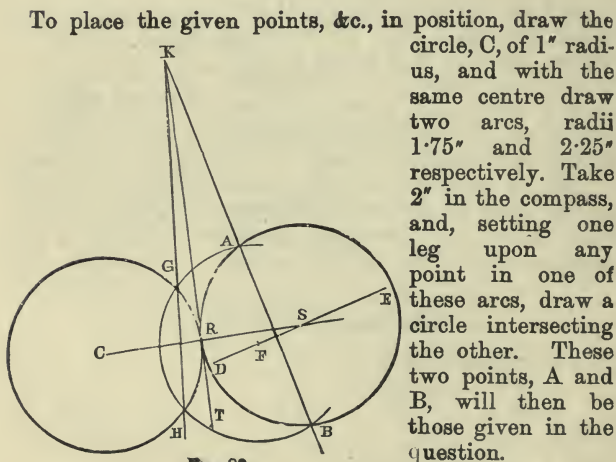 To place the given points, &c., in position, draw the
circle, C, of 1″ radi-
us, and with the
same centre draw
two arcs, radii
1·75″ and 2·25″
respectively. Take
2″ in the compass,
and, setting one
leg upon any
point in one of
these arcs, draw a
circle intersecting
the other. These
two points, A and
B, will then be
those given in the
question.
K
A
G
E
S
R
C
F
D
T
H
B